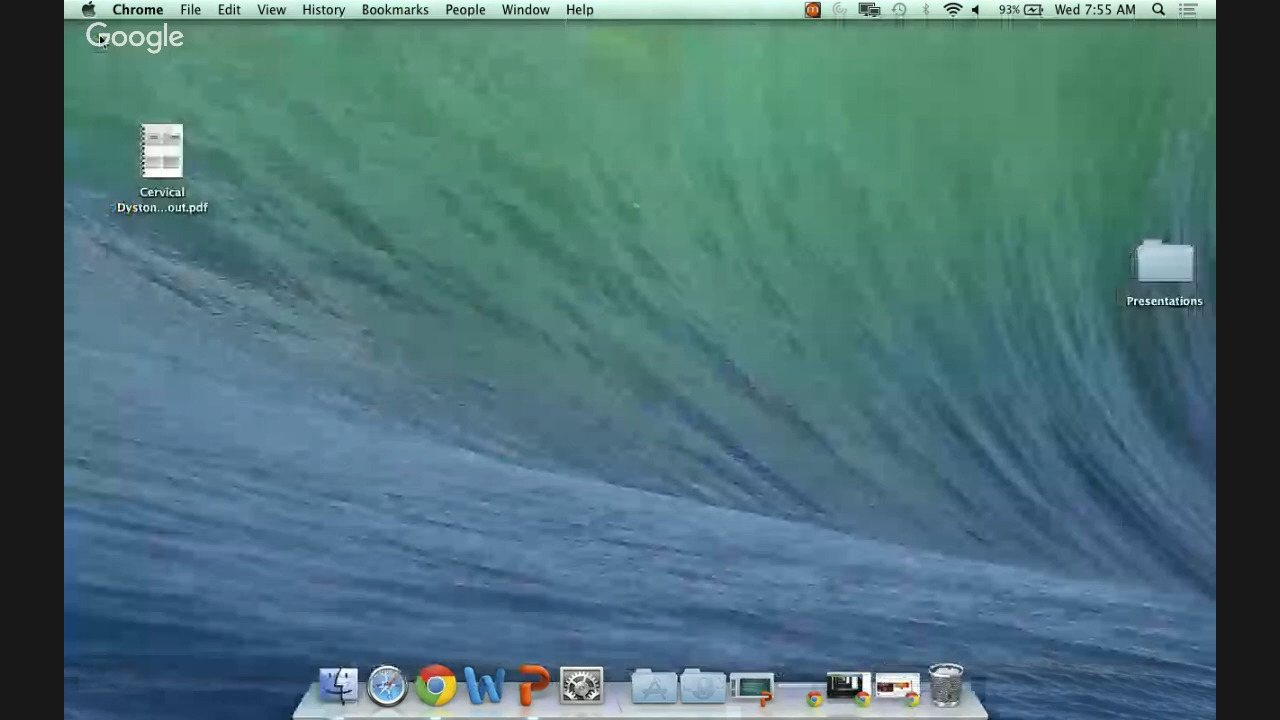 Chrome File Edit View History Bookmarks People Window Help 93% Wed 7:55 AM
Google
Cervical
Dyston...out.pdf
Presentations